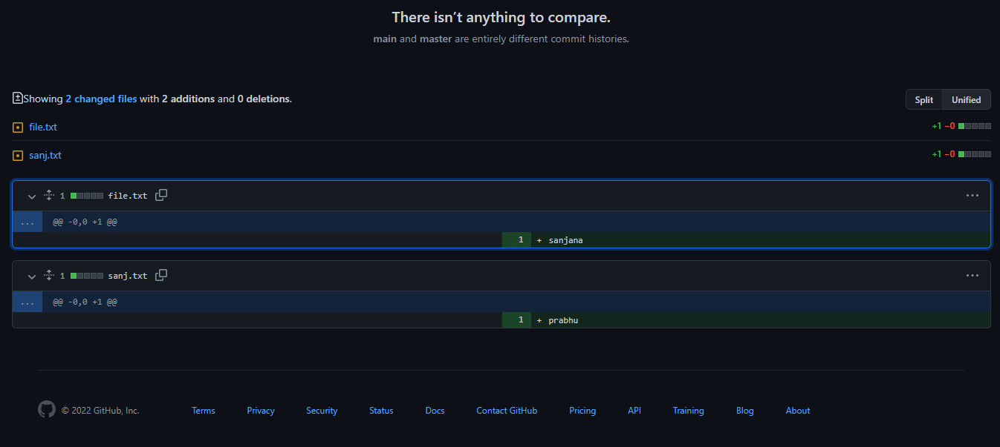 There isn’t anything to compare.
main and master are entirely different commit histories.
Showing 2 changed files with 2 additions and 0 deletions.
Split Unified
file.txt +1 −0
sanj.txt +1 −0
1 file.txt ...
... @@ -0,0 +1 @@
1 + sanjana
1 sanj.txt ...
... @@ -0,0 +1 @@
1 + prabhu
© 2022 GitHub, Inc. Terms Privacy Security Status Docs Contact GitHub Pricing API Training Blog About